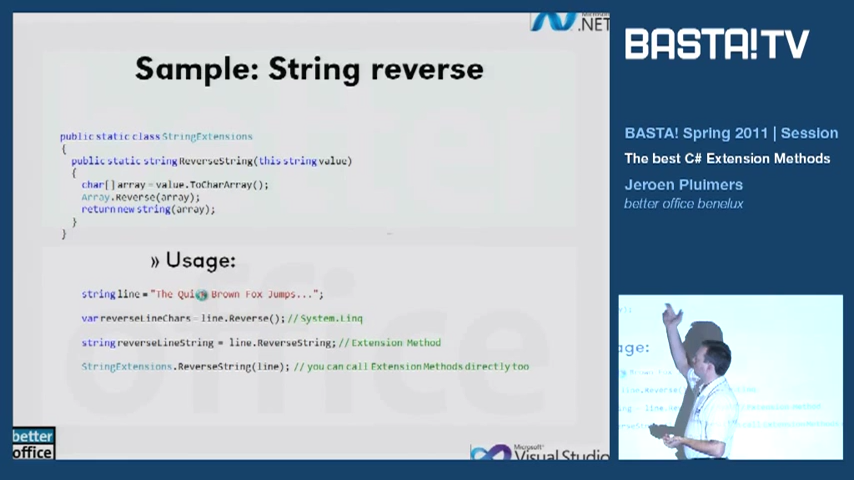 Microsoft
.NET
Sample: String reverse
public static class StringExtensions
{
public static string ReverseString(this string value)
{
char[] array = value.ToCharArray();
Array.Reverse(array);
return new string(array);
}
}
» Usage:
string line = "The Quick Brown Fox Jumps...";
var reverseLineChars = line.Reverse(); // System.Linq
string reverseLineString = line.ReverseString; // Extension Method
StringExtensions.ReverseString(line); // you can call Extension Methods directly too
better
office
Microsoft
Visual Studio
BASTA!TV
BASTA! Spring 2011 | Session
The best C# Extension Methods
Jeroen Pluimers
better office benelux
age: